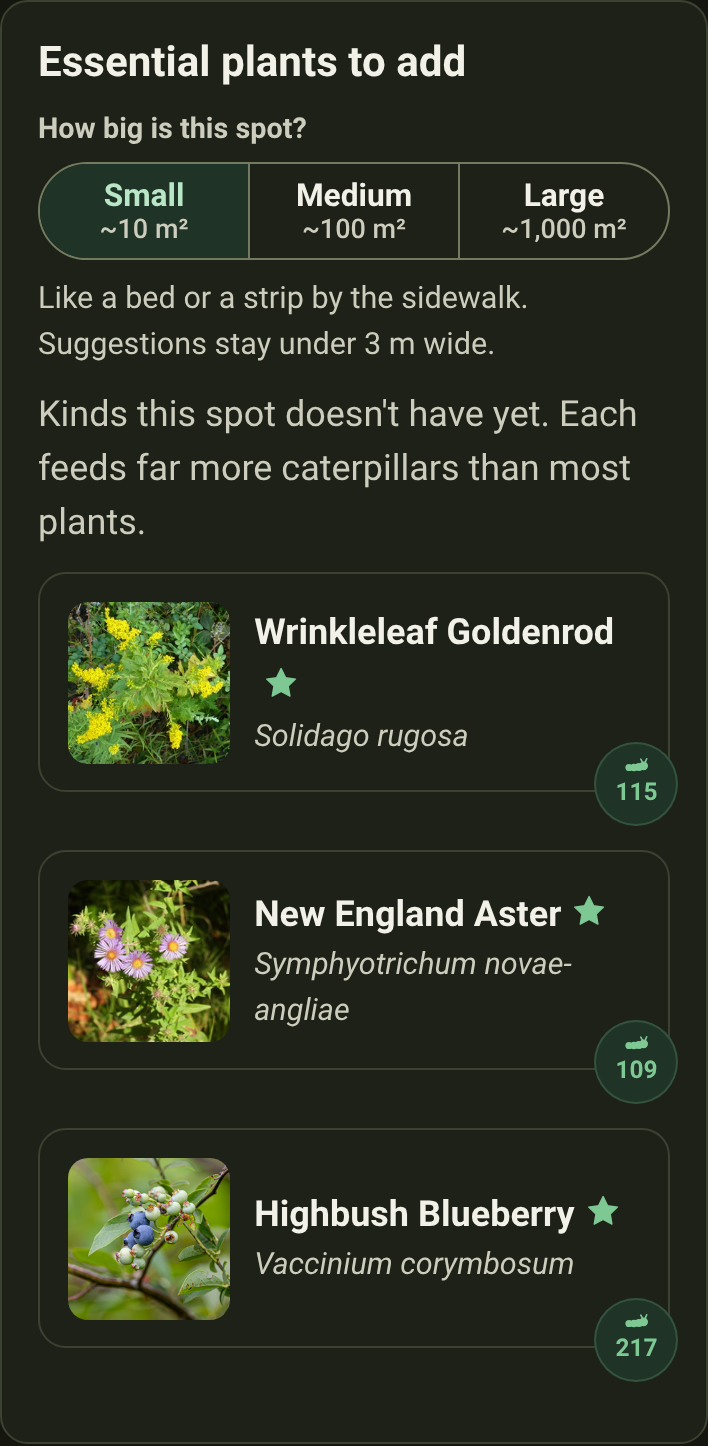 Essential plants to add
How big is this spot?
Small
~10 m²
Medium
~100 m²
Large
~1,000 m²
Like a bed or a strip by the sidewalk.
Suggestions stay under 3 m wide.
Kinds this spot doesn't have yet. Each
feeds far more caterpillars than most
plants.
Wrinkleleaf Goldenrod
Solidago rugosa
115
New England Aster
Symphyotrichum novae-
angliae
109
Highbush Blueberry
Vaccinium corymbosum
217